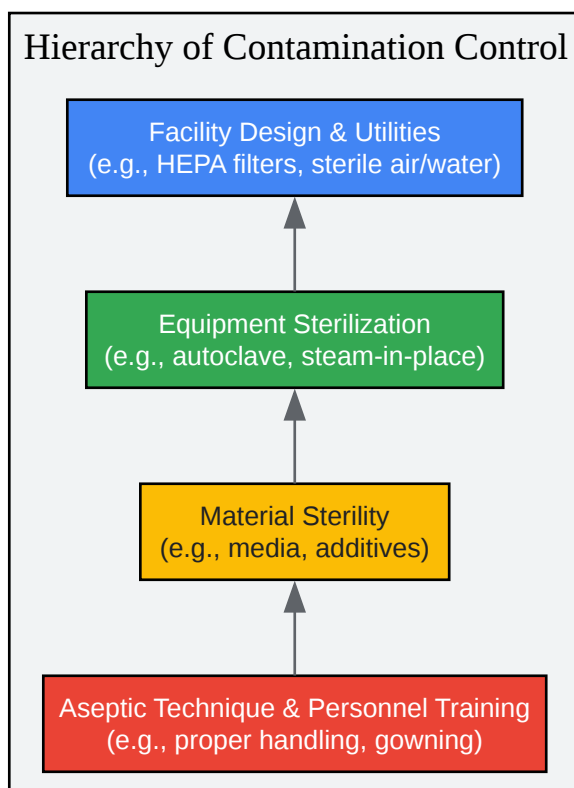 Hierarchy of Contamination Control
Facility Design & Utilities
(e.g., HEPA filters, sterile air/water)
Equipment Sterilization
(e.g., autoclave, steam-in-place)
Material Sterility
(e.g., media, additives)
Aseptic Technique & Personnel Training
(e.g., proper handling, gowning)